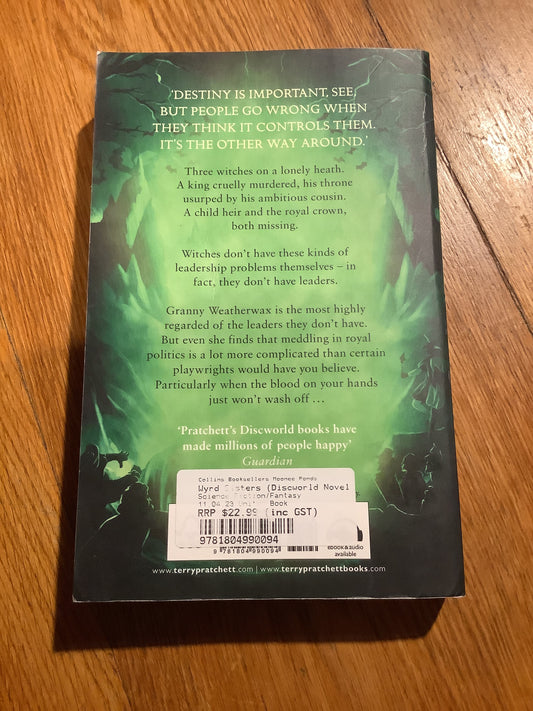 'DESTINY IS IMPORTANT, SEE,
BUT PEOPLE GO WRONG WHEN
THEY THINK IT CONTROLS THEM.
IT'S THE OTHER WAY AROUND.'
Three witches on a lonely heath.
A king cruelly murdered, his throne
usurped by his ambitious cousin.
A child heir and the royal crown,
both missing.
Witches don't have these kinds of
leadership problems themselves – in
fact, they don't have leaders.
Granny Weatherwax is the most highly
regarded of the leaders they don't have.
But even she finds that meddling in royal
politics is a lot more complicated than certain
playwrights would have you believe.
Particularly when the blood on your hands
just won't wash off ...
'Pratchett's Discworld books have
made millions of people happy'
Guardian
Collins Booksellers Moonee Ponds
Wyrd Sisters (Discworld Novel
Science Fiction/Fantasy
11.04.23 Book
RRP $22.99 (inc GST)
9781804990094
9 781804 990094
ebook & audio
available
www.terrypratchett.com | www.terrypratchettbooks.com